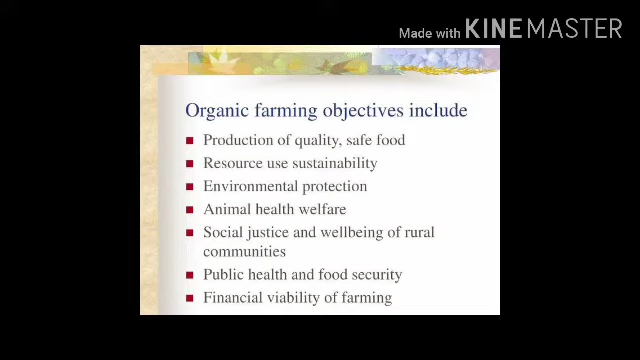 Made with KINEMASTER
Organic farming objectives include
Production of quality, safe food
Resource use sustainability
Environmental protection
Animal health welfare
Social justice and wellbeing of rural
communities
Public health and food security
Financial viability of farming